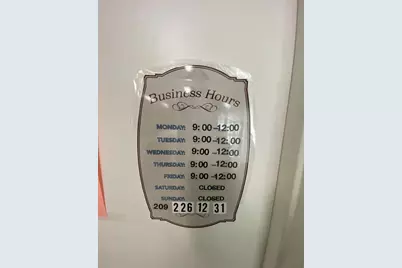 Business Hours
MONDAY: 9:00-12:00
TUESDAY: 9:00-12:00
WEDNESDAY: 9:00-12:00
THURSDAY: 9:00-12:00
FRIDAY: 9:00-12:00
SATURDAY: CLOSED
SUNDAY: CLOSED
209 226 12 31